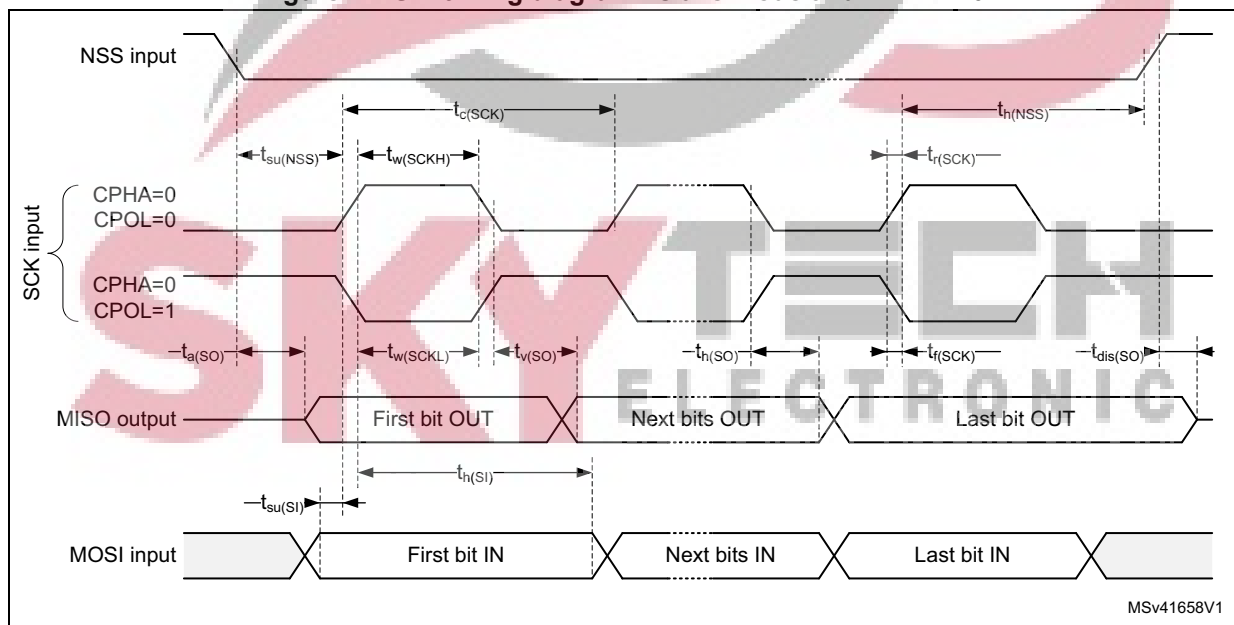 NSS input
tc(SCK)
th(NSS)
tsu(NSS)
tw(SCKH)
tr(SCK)
SCK input
CPHA=0
CPOL=0
CPHA=0
CPOL=1
ta(SO)
tw(SCKL)
tv(SO)
th(SO)
tf(SCK)
tdis(SO)
MISO output
First bit OUT
Next bits OUT
Last bit OUT
th(SI)
tsu(SI)
MOSI input
First bit IN
Next bits IN
Last bit IN
MSv41658V1
SKYTECH
ELECTRONIC